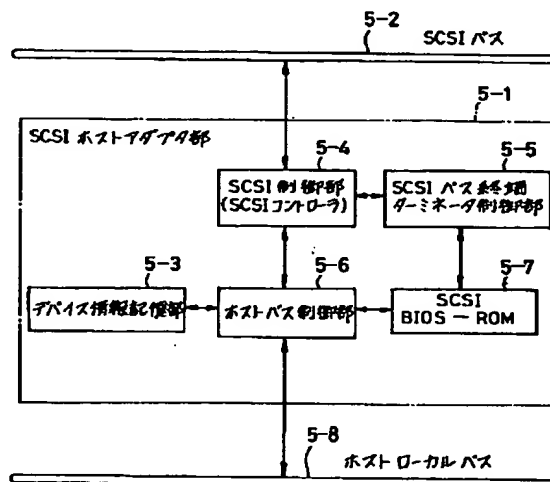 5-2
SCSI バス
5-1
SCSI ホストアダプタ部
5-4
5-5
SCSI 制御部
(SCSI コントローラ)
SCSI バス終端
ターミネータ制御部
5-3
5-6
5-7
デバイス情報記憶部
ホストバス制御部
SCSI
BIOS － ROM
5-8
ホストローカルバス